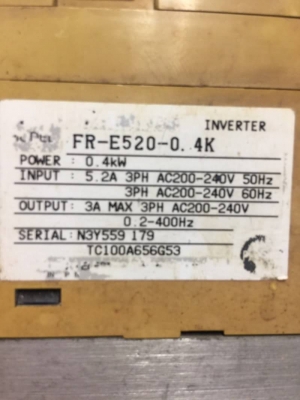 INVERTER
FR-E520-0.4K
POWER : 0.4kW
INPUT : 5.2A 3PH AC200-240V 50Hz
3PH AC200-240V 60Hz
OUTPUT: 3A MAX 3PH AC200-240V
0.2-400Hz
SERIAL: N3Y559 179
TC100A656G53